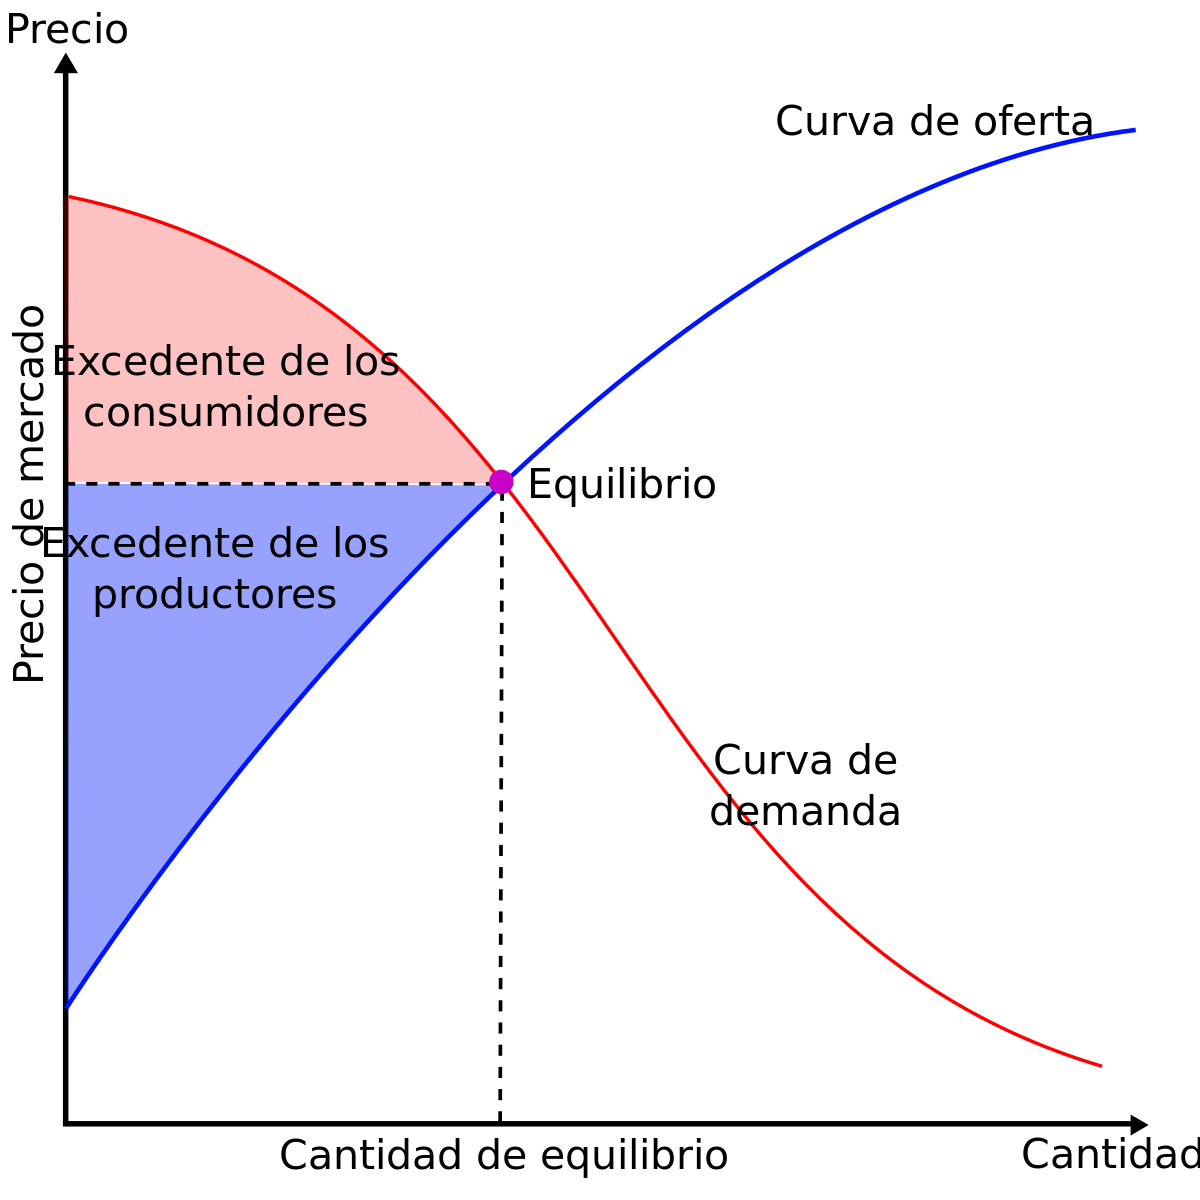 Precio
Curva de oferta
Precio de mercado
Excedente de los
consumidores
Equilibrio
Excedente de los
productores
Curva de
demanda
Cantidad de equilibrio
Cantidad